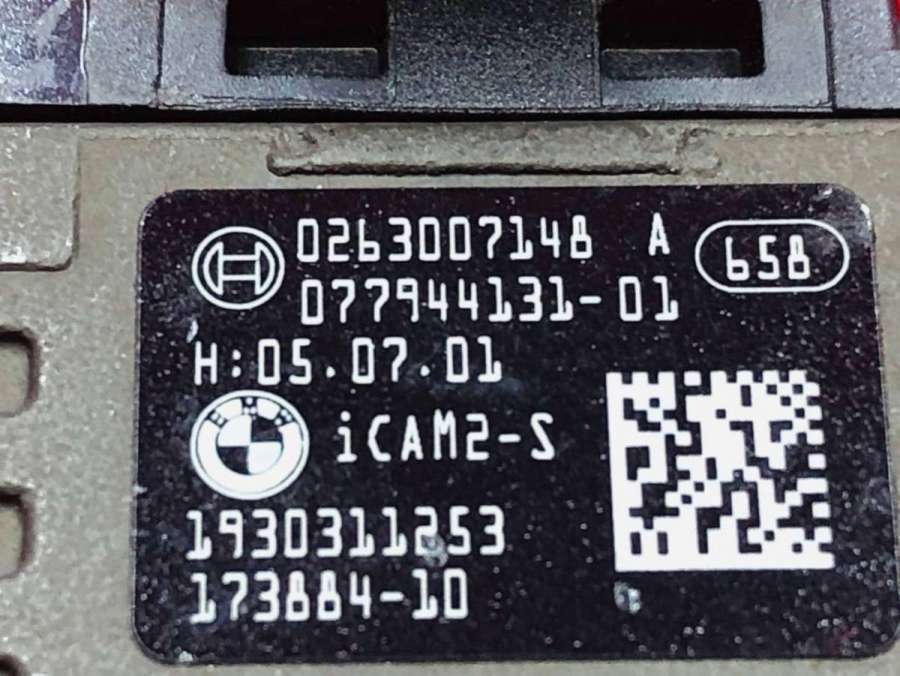 0263007148 A 658
077944131-01
H:05.07.01
iCAM2-S
1930311253
173884-10